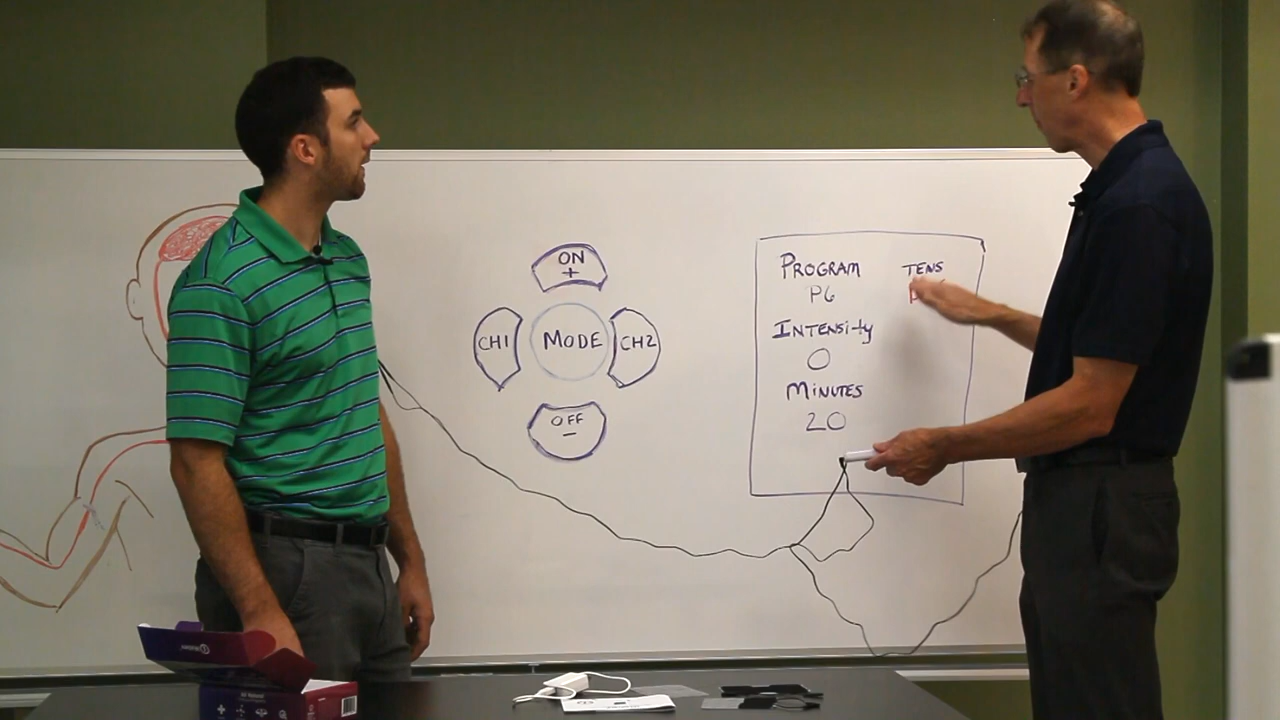 ON
+
CH1
MODE
CH2
OFF
-
PROGRAM
P6
INTENSITY
0
MINUTES
20
TENS